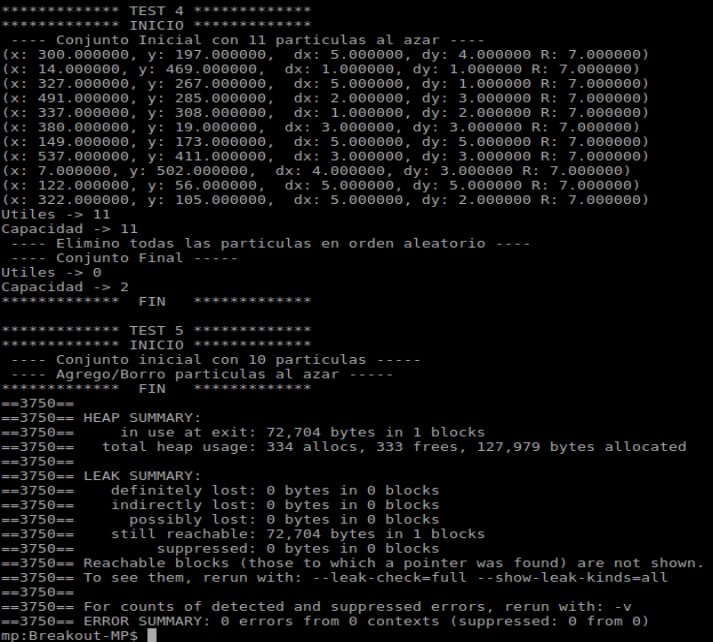 ************* TEST 4 *************
************* INICIO *************
---- Conjunto Inicial con 11 particulas al azar ----
(x: 300.000000, y: 197.000000,  dx: 5.000000, dy: 4.000000 R: 7.000000)
(x: 14.000000, y: 469.000000,  dx: 1.000000, dy: 1.000000 R: 7.000000)
(x: 327.000000, y: 267.000000,  dx: 5.000000, dy: 1.000000 R: 7.000000)
(x: 491.000000, y: 285.000000,  dx: 2.000000, dy: 3.000000 R: 7.000000)
(x: 337.000000, y: 308.000000,  dx: 1.000000, dy: 2.000000 R: 7.000000)
(x: 380.000000, y: 19.000000,  dx: 3.000000, dy: 3.000000 R: 7.000000)
(x: 149.000000, y: 173.000000,  dx: 5.000000, dy: 5.000000 R: 7.000000)
(x: 537.000000, y: 411.000000,  dx: 3.000000, dy: 3.000000 R: 7.000000)
(x: 7.000000, y: 502.000000,  dx: 4.000000, dy: 3.000000 R: 7.000000)
(x: 122.000000, y: 56.000000,  dx: 5.000000, dy: 5.000000 R: 7.000000)
(x: 322.000000, y: 105.000000,  dx: 5.000000, dy: 2.000000 R: 7.000000)
Utiles -> 11
Capacidad -> 11
---- Elimino todas las particulas en orden aleatorio ----
---- Conjunto Final -----
Utiles -> 0
Capacidad -> 2
*************  FIN   *************
************* TEST 5 *************
************* INICIO *************
---- Conjunto inicial con 10 particulas -----
---- Agrego/Borro particulas al azar -----
*************  FIN   *************
==3750==
==3750== HEAP SUMMARY:
==3750==     in use at exit: 72,704 bytes in 1 blocks
==3750==   total heap usage: 334 allocs, 333 frees, 127,979 bytes allocated
==3750==
==3750== LEAK SUMMARY:
==3750==    definitely lost: 0 bytes in 0 blocks
==3750==    indirectly lost: 0 bytes in 0 blocks
==3750==      possibly lost: 0 bytes in 0 blocks
==3750==    still reachable: 72,704 bytes in 1 blocks
==3750==         suppressed: 0 bytes in 0 blocks
==3750== Reachable blocks (those to which a pointer was found) are not shown.
==3750== To see them, rerun with: --leak-check=full --show-leak-kinds=all
==3750==
==3750== For counts of detected and suppressed errors, rerun with: -v
==3750== ERROR SUMMARY: 0 errors from 0 contexts (suppressed: 0 from 0)
mp:Breakout-MP$